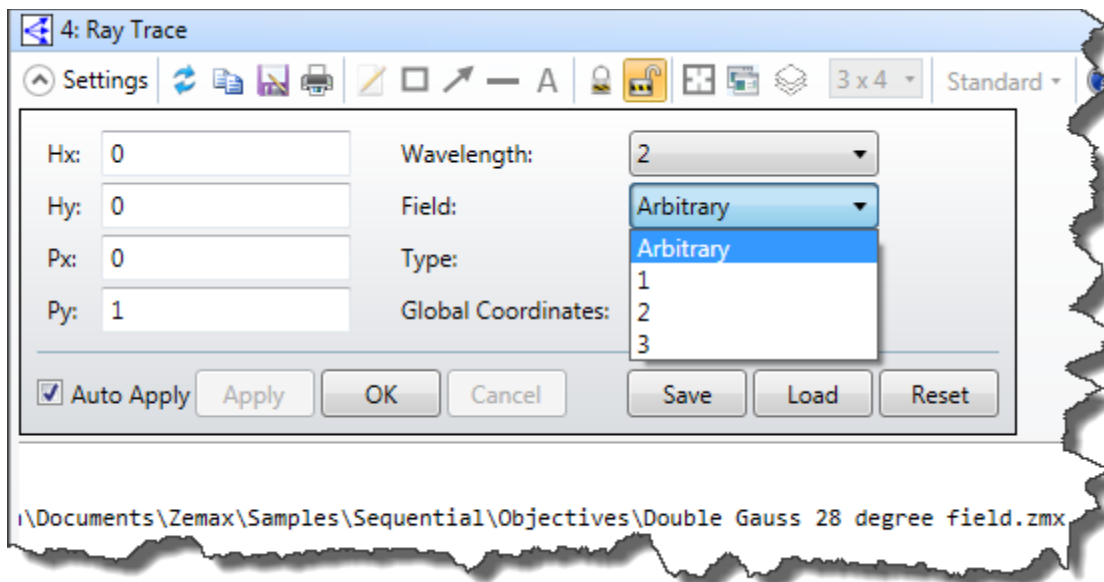 4: Ray Trace
Settings A 3 x 4 Standard
Hx: 0 Wavelength: 2
Hy: 0 Field: Arbitrary
Arbitrary
Px: 0 Type: 1
Py: 1 Global Coordinates: 2
3
Auto Apply Apply OK Cancel Save Load Reset
\Documents\Zemax\Samples\Sequential\Objectives\Double Gauss 28 degree field.zmx